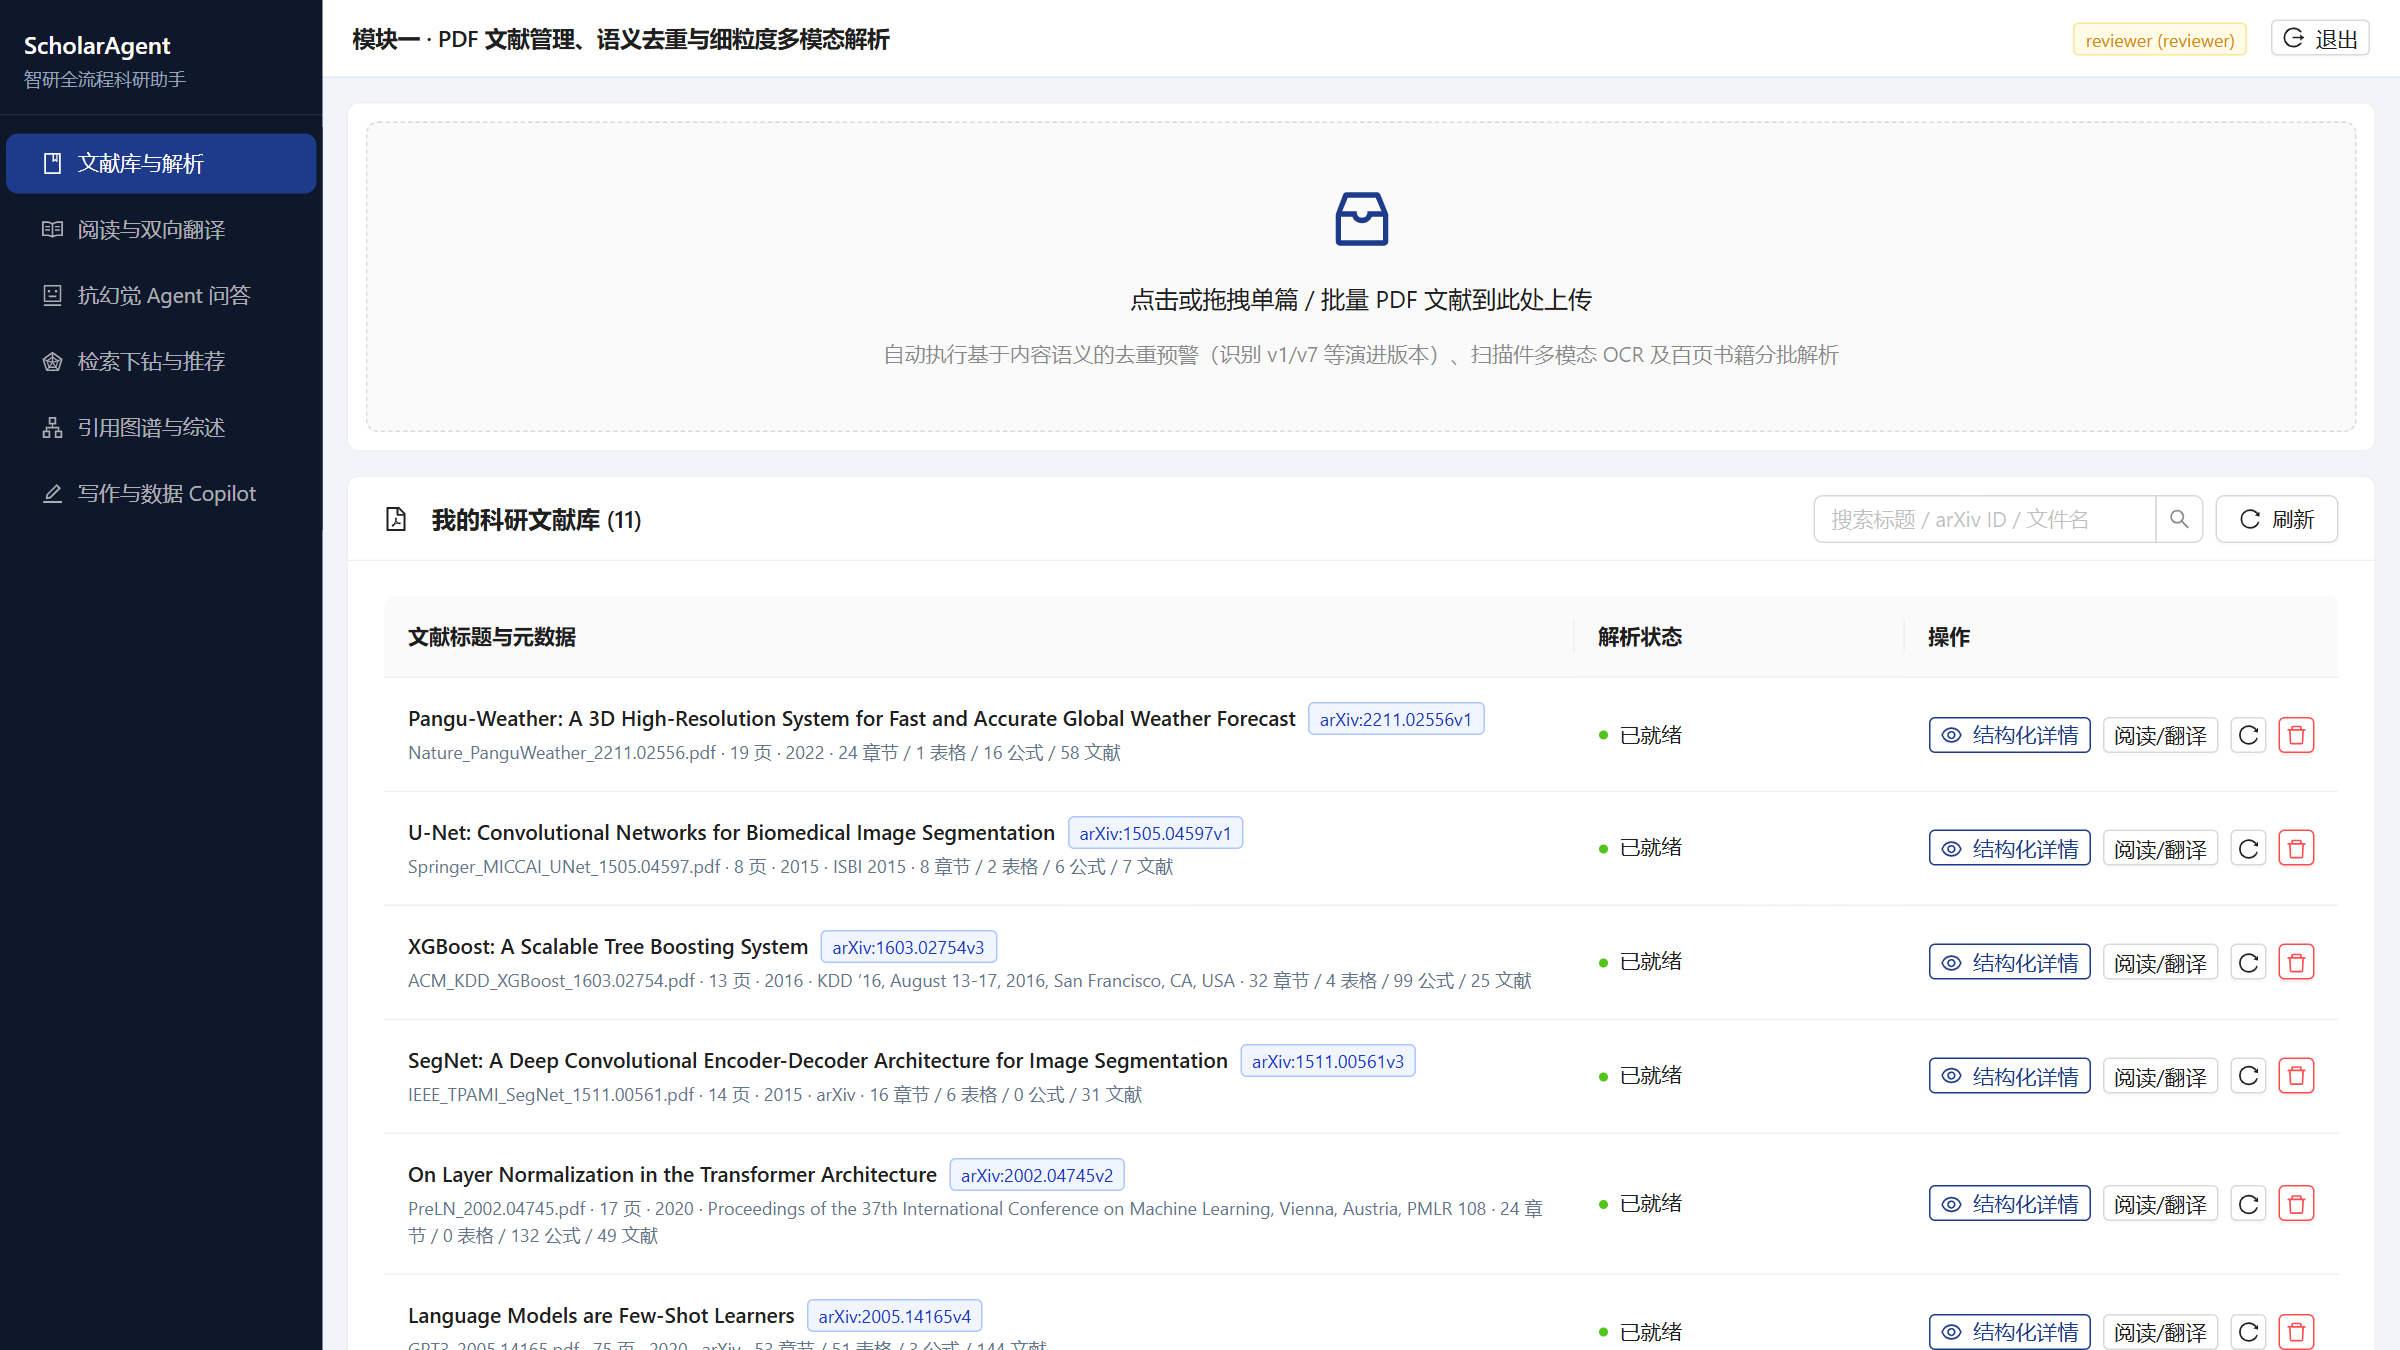 ScholarAgent
智研全流程科研助手
文献库与解析
阅读与双向翻译
抗幻觉 Agent 问答
检索下钻与推荐
引用图谱与综述
写作与数据 Copilot
模块一 · PDF 文献管理、语义去重与细粒度多模态解析
reviewer (reviewer)
退出
点击或拖拽单篇 / 批量 PDF 文献到此处上传
自动执行基于内容语义的去重预警（识别 v1/v7 等演进版本）、扫描件多模态 OCR 及百页书籍分批解析
我的科研文献库 (11)
搜索标题 / arXiv ID / 文件名
刷新
文献标题与元数据 解析状态 操作
Pangu-Weather: A 3D High-Resolution System for Fast and Accurate Global Weather Forecast arXiv:2211.02556v1
Nature_PanguWeather_2211.02556.pdf · 19 页 · 2022 · 24 章节 / 1 表格 / 16 公式 / 58 文献
已就绪 结构化详情 阅读/翻译
U-Net: Convolutional Networks for Biomedical Image Segmentation arXiv:1505.04597v1
Springer_MICCAI_UNet_1505.04597.pdf · 8 页 · 2015 · ISBI 2015 · 8 章节 / 2 表格 / 6 公式 / 7 文献
已就绪 结构化详情 阅读/翻译
XGBoost: A Scalable Tree Boosting System arXiv:1603.02754v3
ACM_KDD_XGBoost_1603.02754.pdf · 13 页 · 2016 · KDD ’16, August 13-17, 2016, San Francisco, CA, USA · 32 章节 / 4 表格 / 99 公式 / 25 文献
已就绪 结构化详情 阅读/翻译
SegNet: A Deep Convolutional Encoder-Decoder Architecture for Image Segmentation arXiv:1511.00561v3
IEEE_TPAMI_SegNet_1511.00561.pdf · 14 页 · 2015 · arXiv · 16 章节 / 6 表格 / 0 公式 / 31 文献
已就绪 结构化详情 阅读/翻译
On Layer Normalization in the Transformer Architecture arXiv:2002.04745v2
PreLN_2002.04745.pdf · 17 页 · 2020 · Proceedings of the 37th International Conference on Machine Learning, Vienna, Austria, PMLR 108 · 24 章
节 / 0 表格 / 132 公式 / 49 文献
已就绪 结构化详情 阅读/翻译
Language Models are Few-Shot Learners arXiv:2005.14165v4
GPT3_2005.14165.pdf · 75 页 · 2020 · arXiv · 53 章节 / 51 表格 / 3 公式 / 144 文献
已就绪 结构化详情 阅读/翻译